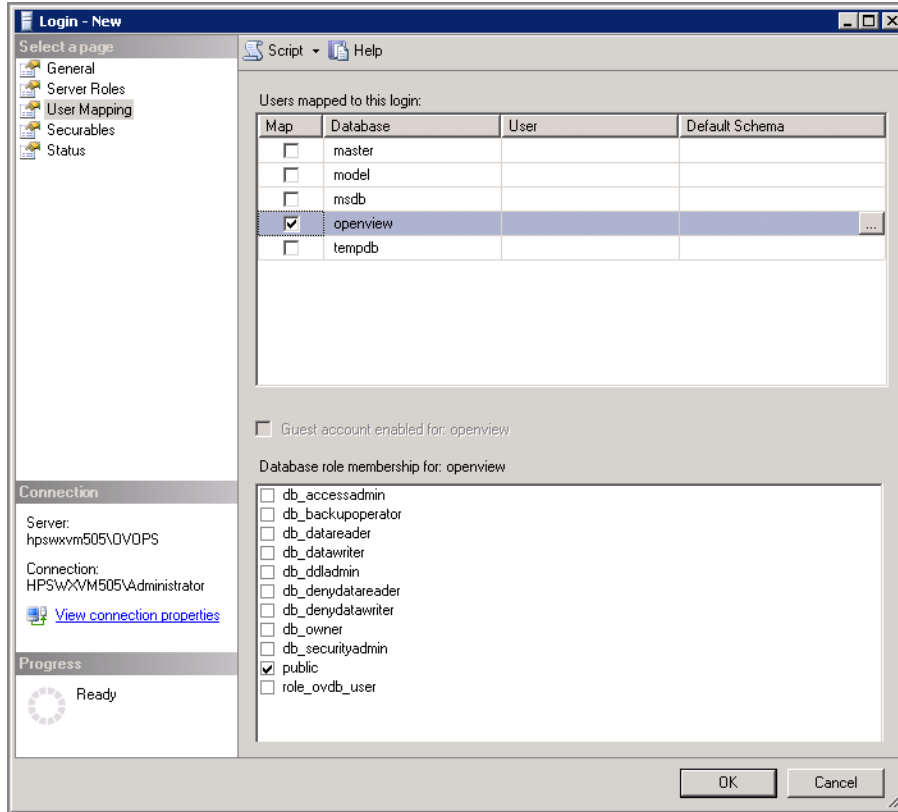 Login - New
Select a page
General
Server Roles
User Mapping
Securables
Status
Script Help
Users mapped to this login:
Map Database User Default Schema
master
model
msdb
openview ...
tempdb
Guest account enabled for: openview
Database role membership for: openview
db_accessadmin
db_backupoperator
db_datareader
db_datawriter
db_ddladmin
db_denydatareader
db_denydatawriter
db_owner
db_securityadmin
public
role_ovdb_user
Connection
Server:
hpswxvm505\OVOPS
Connection:
HPSWXVM505\Administrator
View connection properties
Progress
Ready
OK Cancel